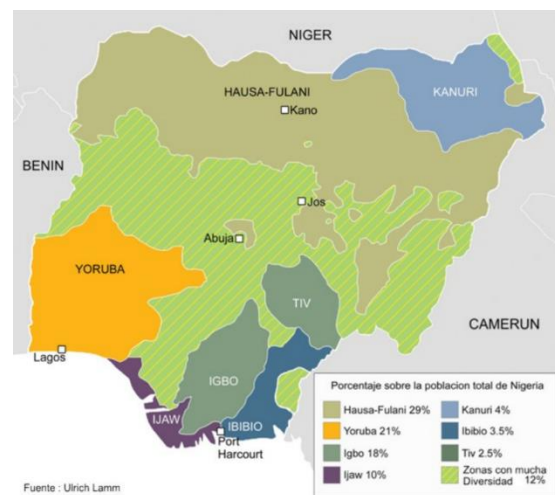 NIGER
HAUSA-FULANI
KANURI
Kano
BENIN
Jos
Abuja
YORUBA
TIV
CAMERUN
Lagos
IGBO
IJAW
IBIBIO
Port
Harcourt
Porcentaje sobre la poblacion total de Nigeria
Hausa-Fulani 29%
Kanuri 4%
Yoruba 21%
Ibibio 3.5%
Igbo 18%
Tiv 2.5%
Ijaw 10%
Zonas con mucha
Diversidad 12%
Fuente : Ulrich Lamm